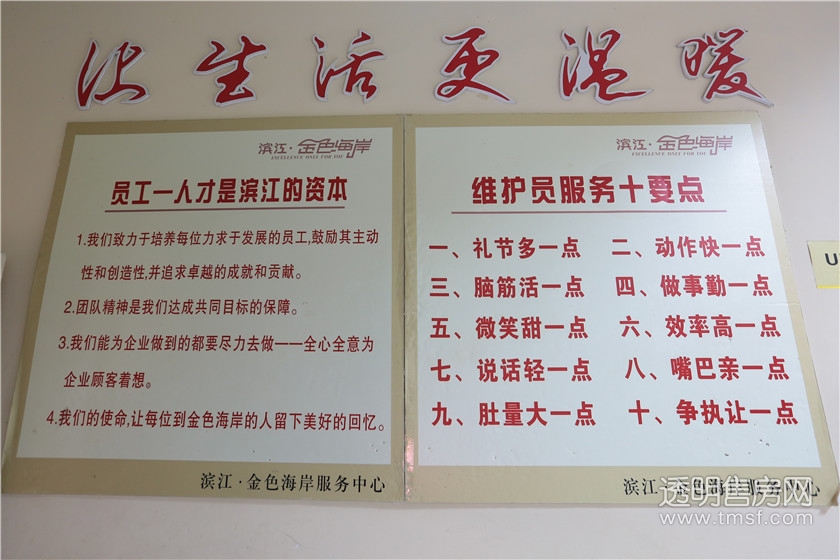 让生活更温暖
滨江·金色海岸
EXCELLENCE ONLY FOR YOU
员工一人才是滨江的资本
1.我们致力于培养每位力求于发展的员工,鼓励其主动
性和创造性,并追求卓越的成就和贡献。
2.团队精神是我们达成共同目标的保障。
3.我们能为企业做到的都要尽力去做——全心全意为
企业顾客着想。
4.我们的使命,让每位到金色海岸的人留下美好的回忆。
滨江·金色海岸服务中心
滨江·金色海岸
EXCELLENCE ONLY FOR YOU
维护员服务十要点
一、礼节多一点 二、动作快一点
三、脑筋活一点 四、做事勤一点
五、微笑甜一点 六、效率高一点
七、说话轻一点 八、嘴巴亲一点
九、肚量大一点 十、争执让一点
滨江·金色海岸服务中心
U
透明售房网
www.tmsf.com